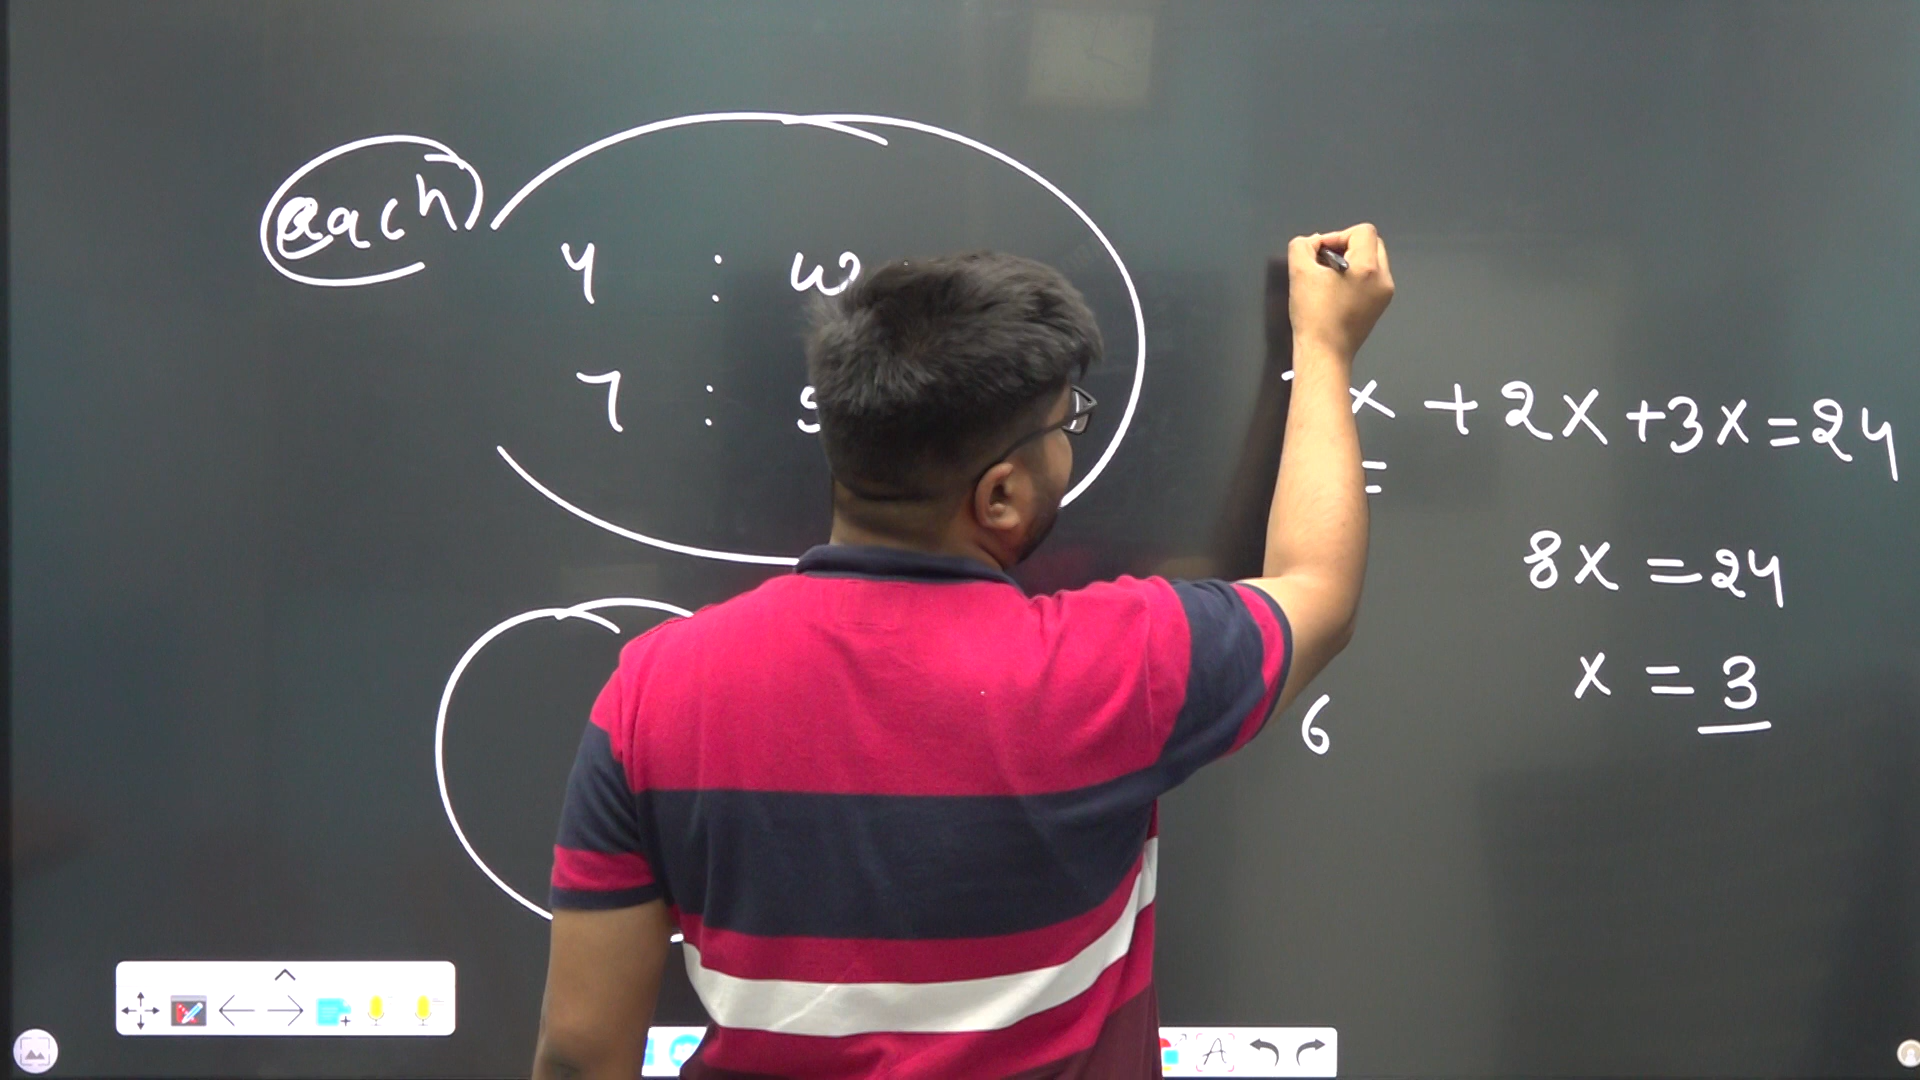 each
4 : w
7 : 5
x + 2x + 3x = 24
=
8x = 24
x = 3
6
A